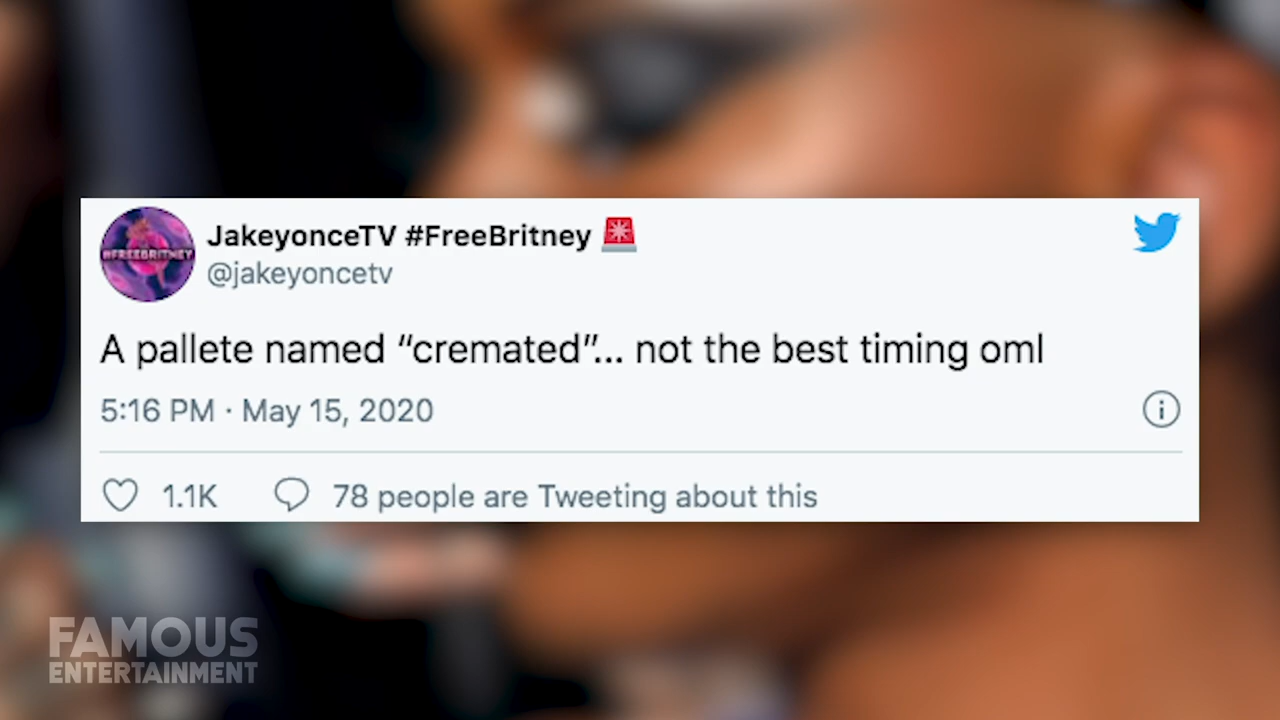 JakeyonceTV #FreeBritney 🚨
@jakeyoncetv
#FREEBRITNEY
A pallete named “cremated”... not the best timing oml
5:16 PM · May 15, 2020
1.1K 78 people are Tweeting about this
FAMOUS
ENTERTAINMENT